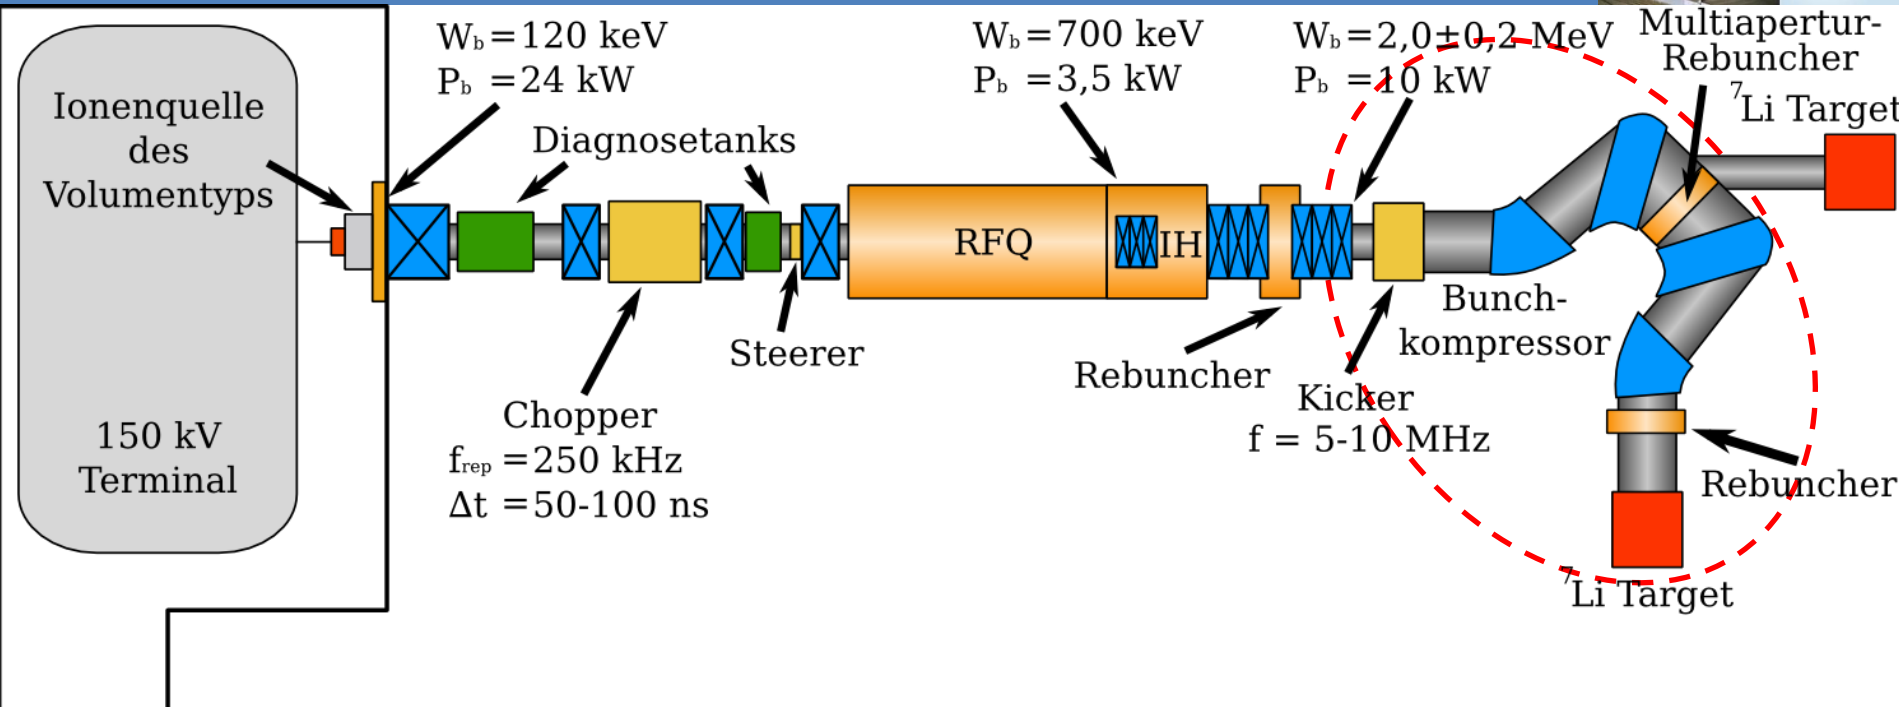 Ionenquelle
des
Volumentyps
150 kV
Terminal
Wb = 120 keV
Pb = 24 kW
Diagnosetanks
Chopper
frep = 250 kHz
Δt = 50-100 ns
Steerer
RFQ
IH
Wb = 700 keV
Pb = 3,5 kW
Rebuncher
Wb = 2,0±0,2 MeV
Pb = 10 kW
Kicker
f = 5-10 MHz
Bunch-
kompressor
Multiapertur-
Rebuncher
7Li Target
Rebuncher
7Li Target